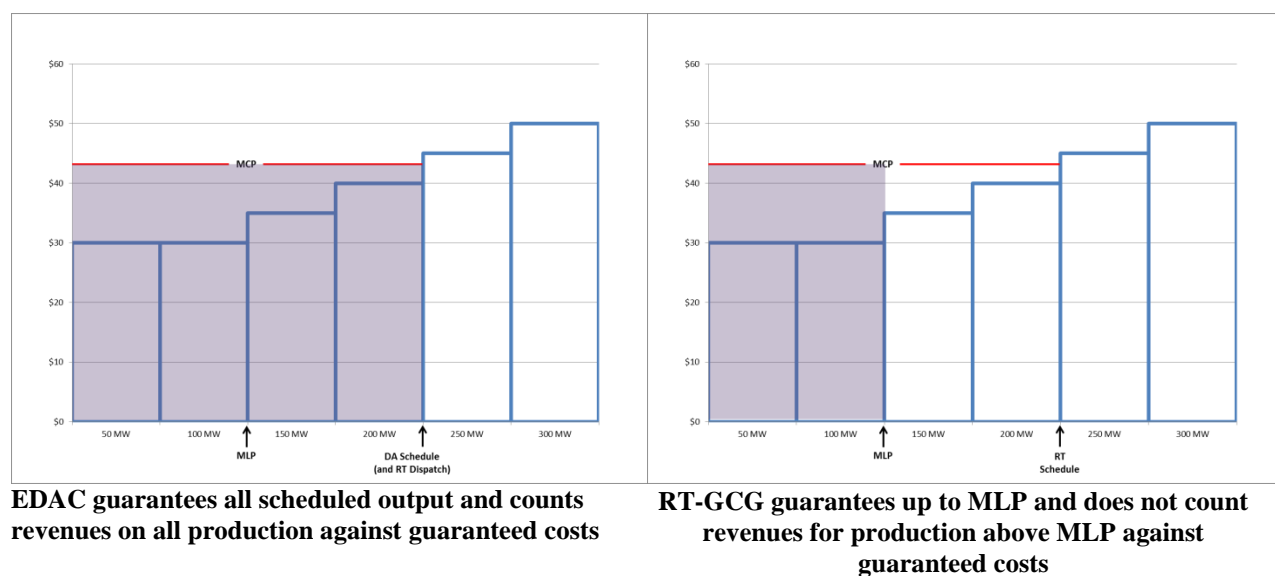 $60
$50
$40
$30
$20
$10
$0
MCP
50 MW
100 MW
150 MW
200 MW
250 MW
300 MW
MLP
DA Schedule
(and RT Dispatch)
EDAC guarantees all scheduled output and counts
revenues on all production against guaranteed costs
$60
$50
$40
$30
$20
$10
$0
MCP
50 MW
100 MW
150 MW
200 MW
250 MW
300 MW
MLP
RT
Schedule
RT-GCG guarantees up to MLP and does not count
revenues for production above MLP against
guaranteed costs